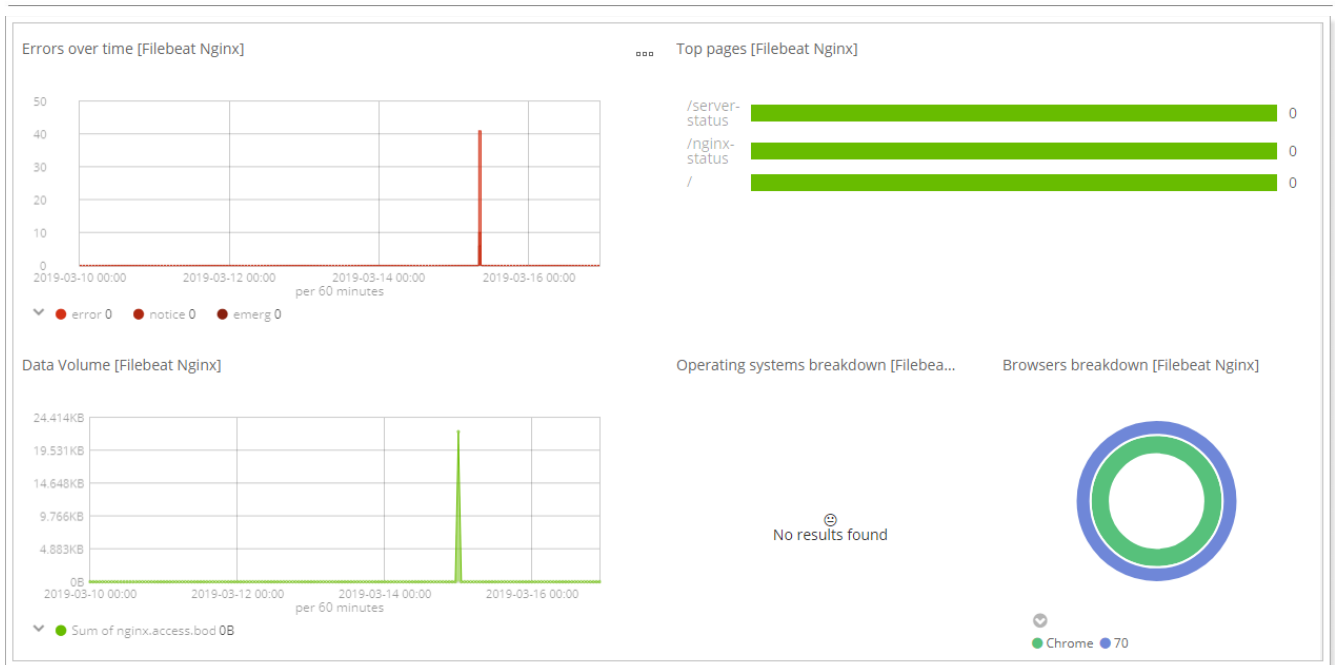 Errors over time [Filebeat Nginx]
50
40
30
20
10
0
2019-03-10 00:00 2019-03-12 00:00 2019-03-14 00:00 2019-03-16 00:00
per 60 minutes
error 0 notice 0 emerg 0
Top pages [Filebeat Nginx]
/server-
status
0
/nginx-
status
0
/
0
Data Volume [Filebeat Nginx]
24.414KB
19.531KB
14.648KB
9.766KB
4.883KB
0B
2019-03-10 00:00 2019-03-12 00:00 2019-03-14 00:00 2019-03-16 00:00
per 60 minutes
Sum of nginx.access.bod 0B
Operating systems breakdown [Filebea...
No results found
Browsers breakdown [Filebeat Nginx]
Chrome 70